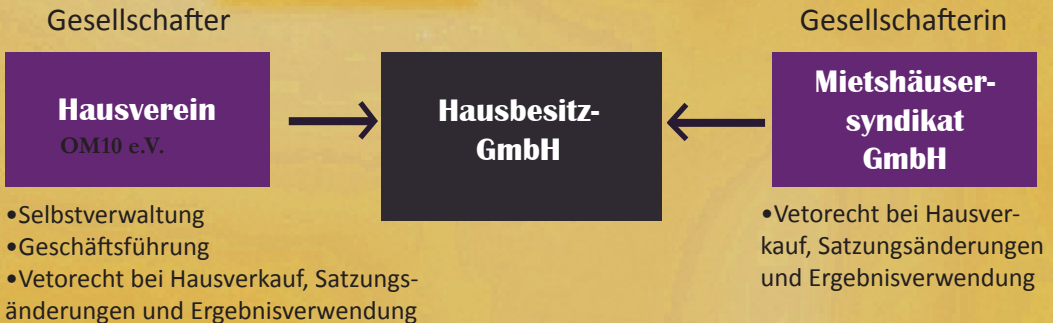 Gesellschafter
Hausverein
OM10 e.V.
•Selbstverwaltung
•Geschäftsführung
•Vetorecht bei Hausverkauf, Satzungs-
änderungen und Ergebnisverwendung
Hausbesitz-
GmbH
Gesellschafterin
Mietshäuser-
syndikat
GmbH
•Vetorecht bei Hausver-
kauf, Satzungsänderungen
und Ergebnisverwendung